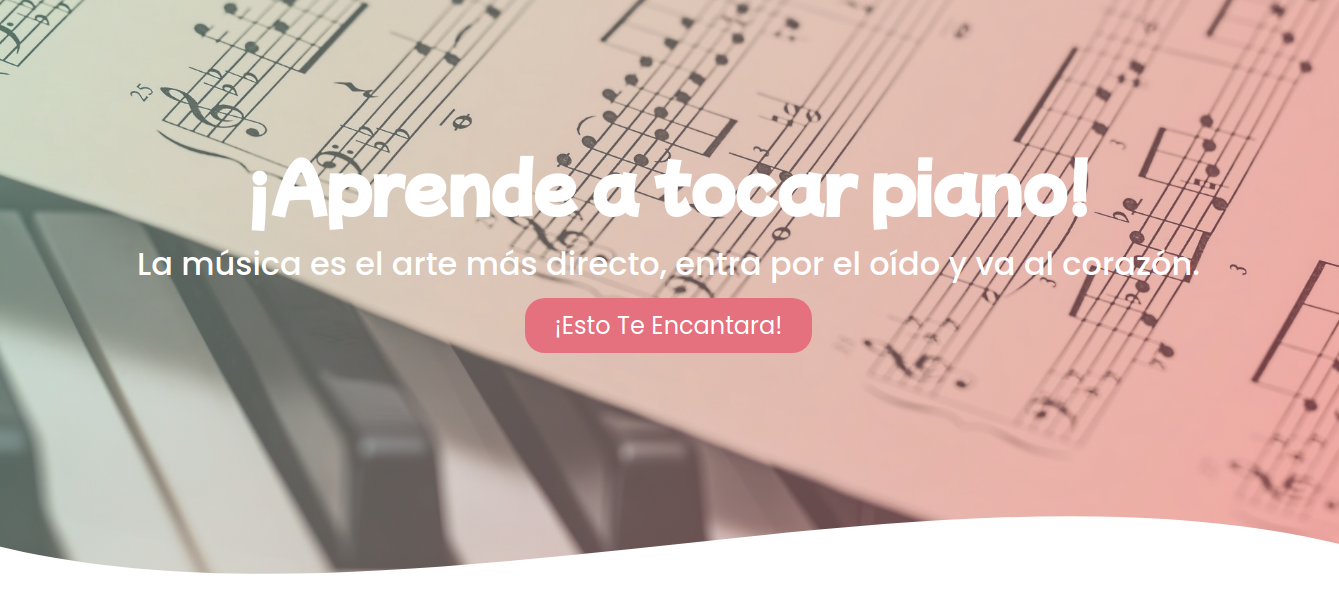 25
¡Aprende a tocar piano!
La música es el arte más directo, entra por el oído y va al corazón.
¡Esto Te Encantara!